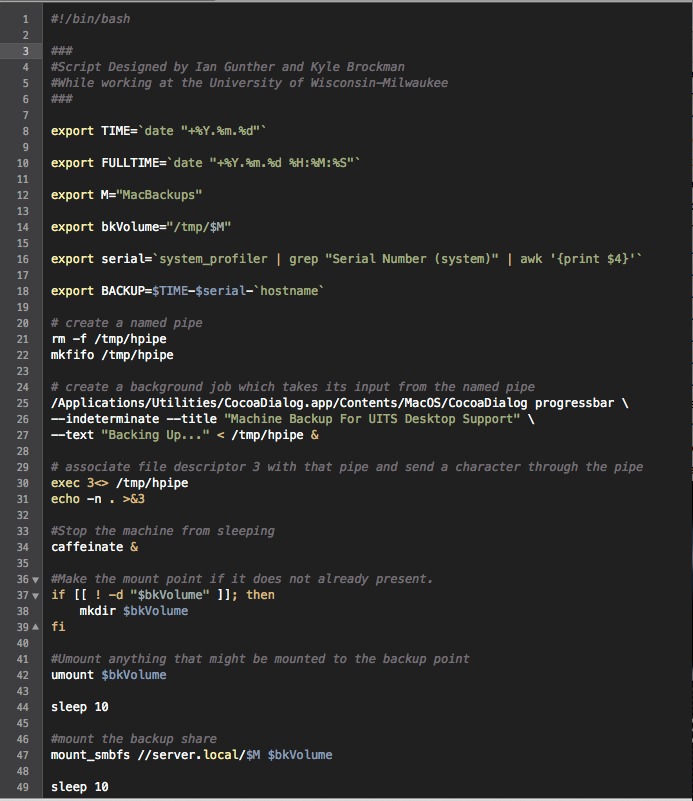 1 #!/bin/bash
2
3 ###
4 #Script Designed by Ian Gunther and Kyle Brockman
5 #While working at the University of Wisconsin-Milwaukee
6 ###
7
8 export TIME=`date "+%Y.%m.%d"`
9
10 export FULLTIME=`date "+%Y.%m.%d %H:%M:%S"`
11
12 export M="MacBackups"
13
14 export bkVolume="/tmp/$M"
15
16 export serial=`system_profiler | grep "Serial Number (system)" | awk '{print $4}'`
17
18 export BACKUP=$TIME-$serial-`hostname`
19
20 # create a named pipe
21 rm -f /tmp/hpipe
22 mkfifo /tmp/hpipe
23
24 # create a background job which takes its input from the named pipe
25 /Applications/Utilities/CocoaDialog.app/Contents/MacOS/CocoaDialog progressbar \
26 --indeterminate --title "Machine Backup For UITS Desktop Support" \
27 --text "Backing Up..." < /tmp/hpipe &
28
29 # associate file descriptor 3 with that pipe and send a character through the pipe
30 exec 3<> /tmp/hpipe
31 echo -n . >&3
32
33 #Stop the machine from sleeping
34 caffeinate &
35
36 #Make the mount point if it does not already present.
37 if [[ ! -d "$bkVolume" ]]; then
38     mkdir $bkVolume
39 fi
40
41 #Umount anything that might be mounted to the backup point
42 umount $bkVolume
43
44 sleep 10
45
46 #mount the backup share
47 mount_smbfs //server.local/$M $bkVolume
48
49 sleep 10